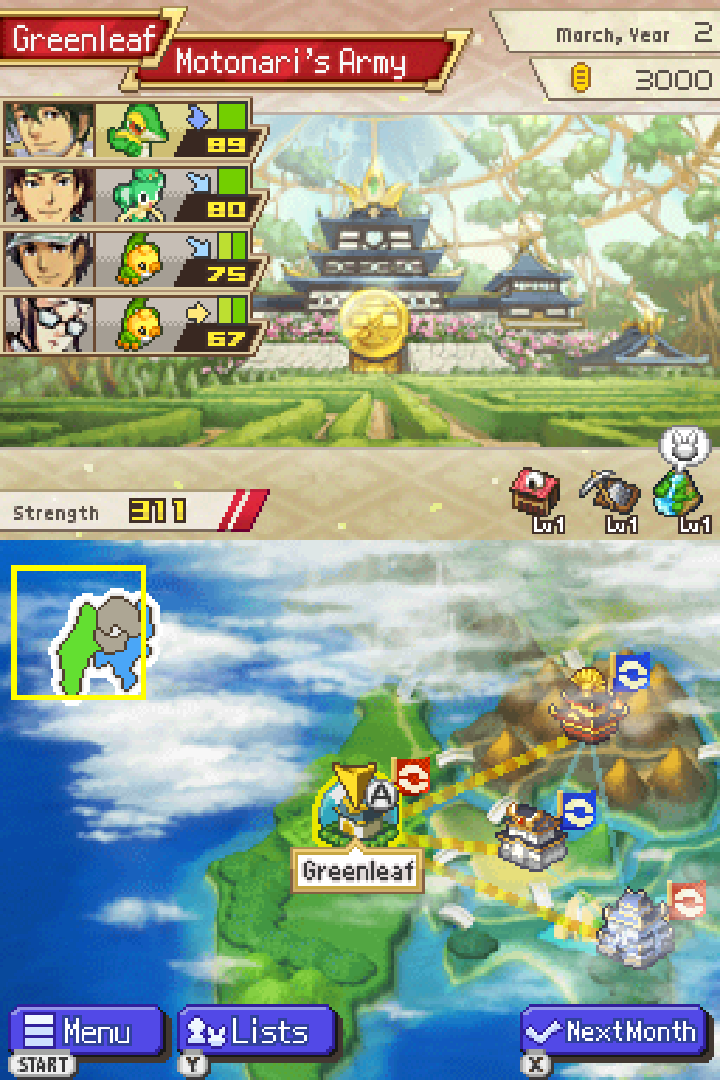 Greenleaf
Motonari's Army
March, Year 2
3000
89
80
75
67
Strength 311
Lv1 Lv1 Lv1
A
Greenleaf
Menu
START
Lists
Y
NextMonth
X